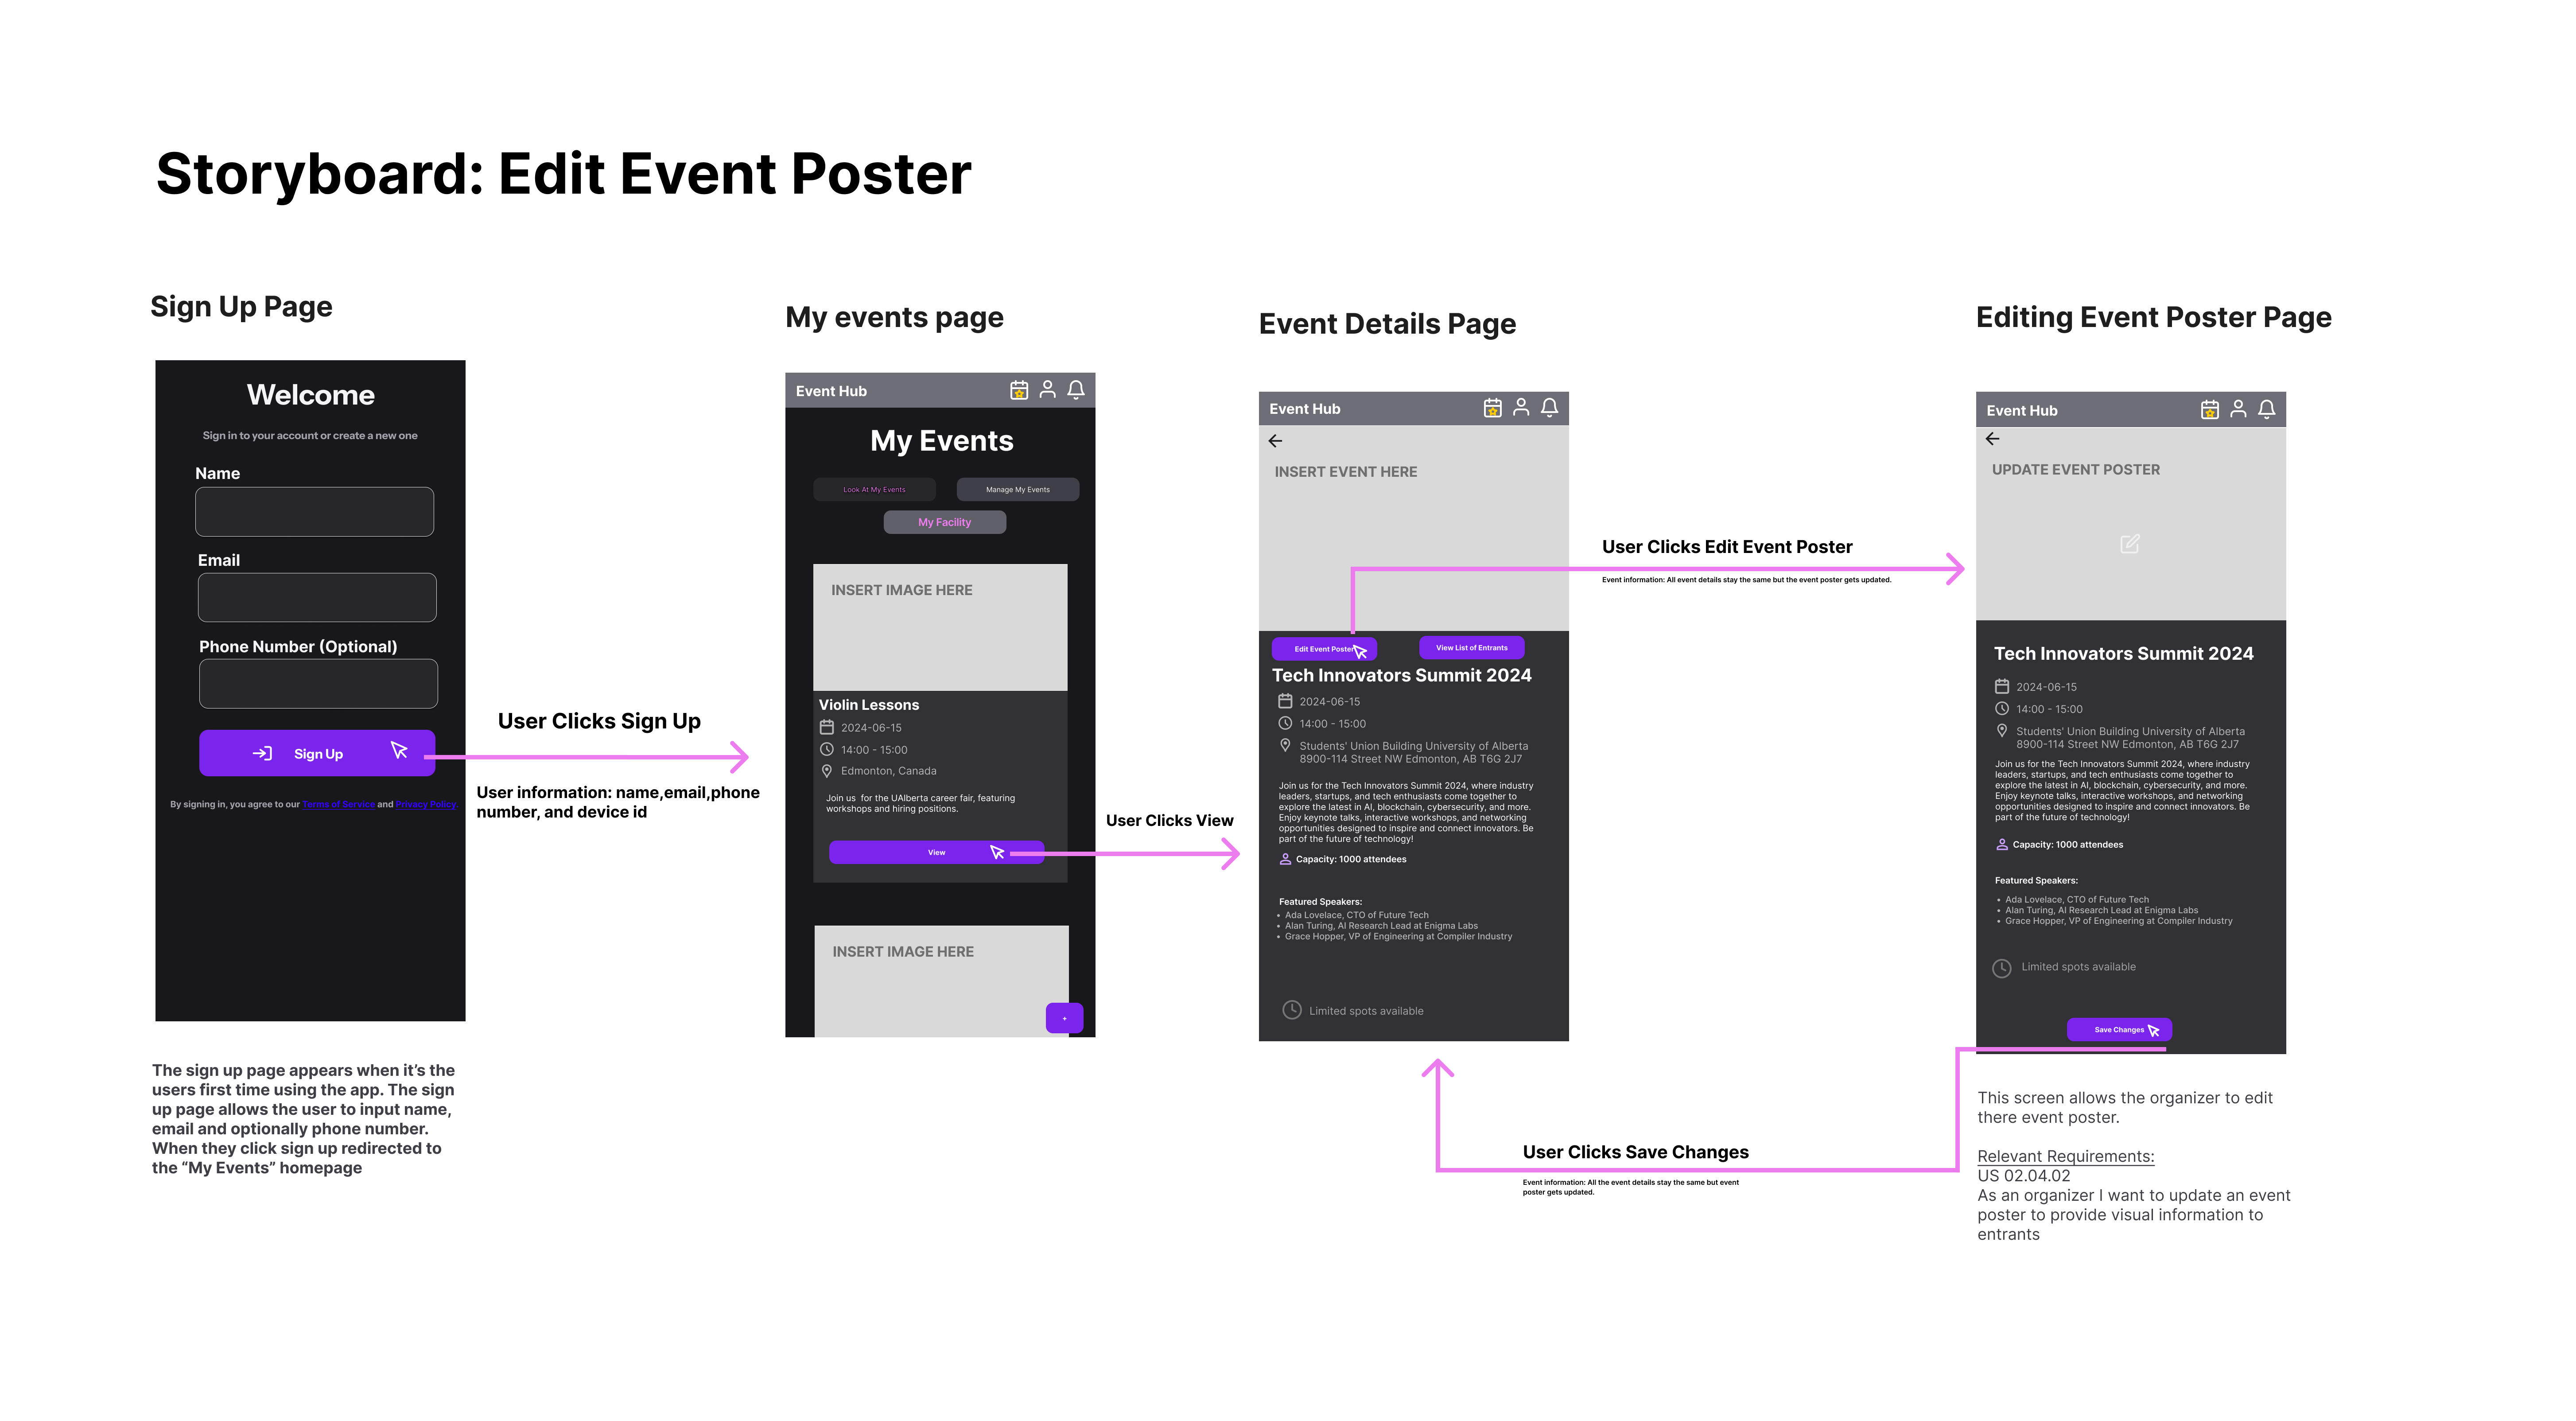 Storyboard: Edit Event Poster
Sign Up Page
Welcome
Sign in to your account or create a new one
Name
Email
Phone Number (Optional)
Sign Up
By signing in, you agree to our Terms of Service and Privacy Policy.
The sign up page appears when it’s the
users first time using the app. The sign
up page allows the user to input name,
email and optionally phone number.
When they click sign up redirected to
the “My Events” homepage
User Clicks Sign Up
User information: name,email,phone
number, and device id
My events page
Event Hub
My Events
Look At My Events
Manage My Events
My Facility
INSERT IMAGE HERE
Violin Lessons
2024-06-15
14:00 - 15:00
Edmonton, Canada
Join us  for the UAlberta career fair, featuring
workshops and hiring positions.
View
INSERT IMAGE HERE
+
User Clicks View
Event Details Page
Event Hub
INSERT EVENT HERE
Edit Event Poster
View List of Entrants
Tech Innovators Summit 2024
2024-06-15
14:00 - 15:00
Students' Union Building University of Alberta
8900-114 Street NW Edmonton, AB T6G 2J7
Join us for the Tech Innovators Summit 2024, where industry
leaders, startups, and tech enthusiasts come together to
explore the latest in AI, blockchain, cybersecurity, and more.
Enjoy keynote talks, interactive workshops, and networking
opportunities designed to inspire and connect innovators. Be
part of the future of technology!
Capacity: 1000 attendees
Featured Speakers:
• Ada Lovelace, CTO of Future Tech
• Alan Turing, AI Research Lead at Enigma Labs
• Grace Hopper, VP of Engineering at Compiler Industry
Limited spots available
User Clicks Edit Event Poster
Event information: All event details stay the same but the event poster gets updated.
User Clicks Save Changes
Event information: All the event details stay the same but event
poster gets updated.
Editing Event Poster Page
Event Hub
UPDATE EVENT POSTER
Tech Innovators Summit 2024
2024-06-15
14:00 - 15:00
Students' Union Building University of Alberta
8900-114 Street NW Edmonton, AB T6G 2J7
Join us for the Tech Innovators Summit 2024, where industry
leaders, startups, and tech enthusiasts come together to
explore the latest in AI, blockchain, cybersecurity, and more.
Enjoy keynote talks, interactive workshops, and networking
opportunities designed to inspire and connect innovators. Be
part of the future of technology!
Capacity: 1000 attendees
Featured Speakers:
• Ada Lovelace, CTO of Future Tech
• Alan Turing, AI Research Lead at Enigma Labs
• Grace Hopper, VP of Engineering at Compiler Industry
Limited spots available
Save Changes
This screen allows the organizer to edit
there event poster.
Relevant Requirements:
US 02.04.02
As an organizer I want to update an event
poster to provide visual information to
entrants